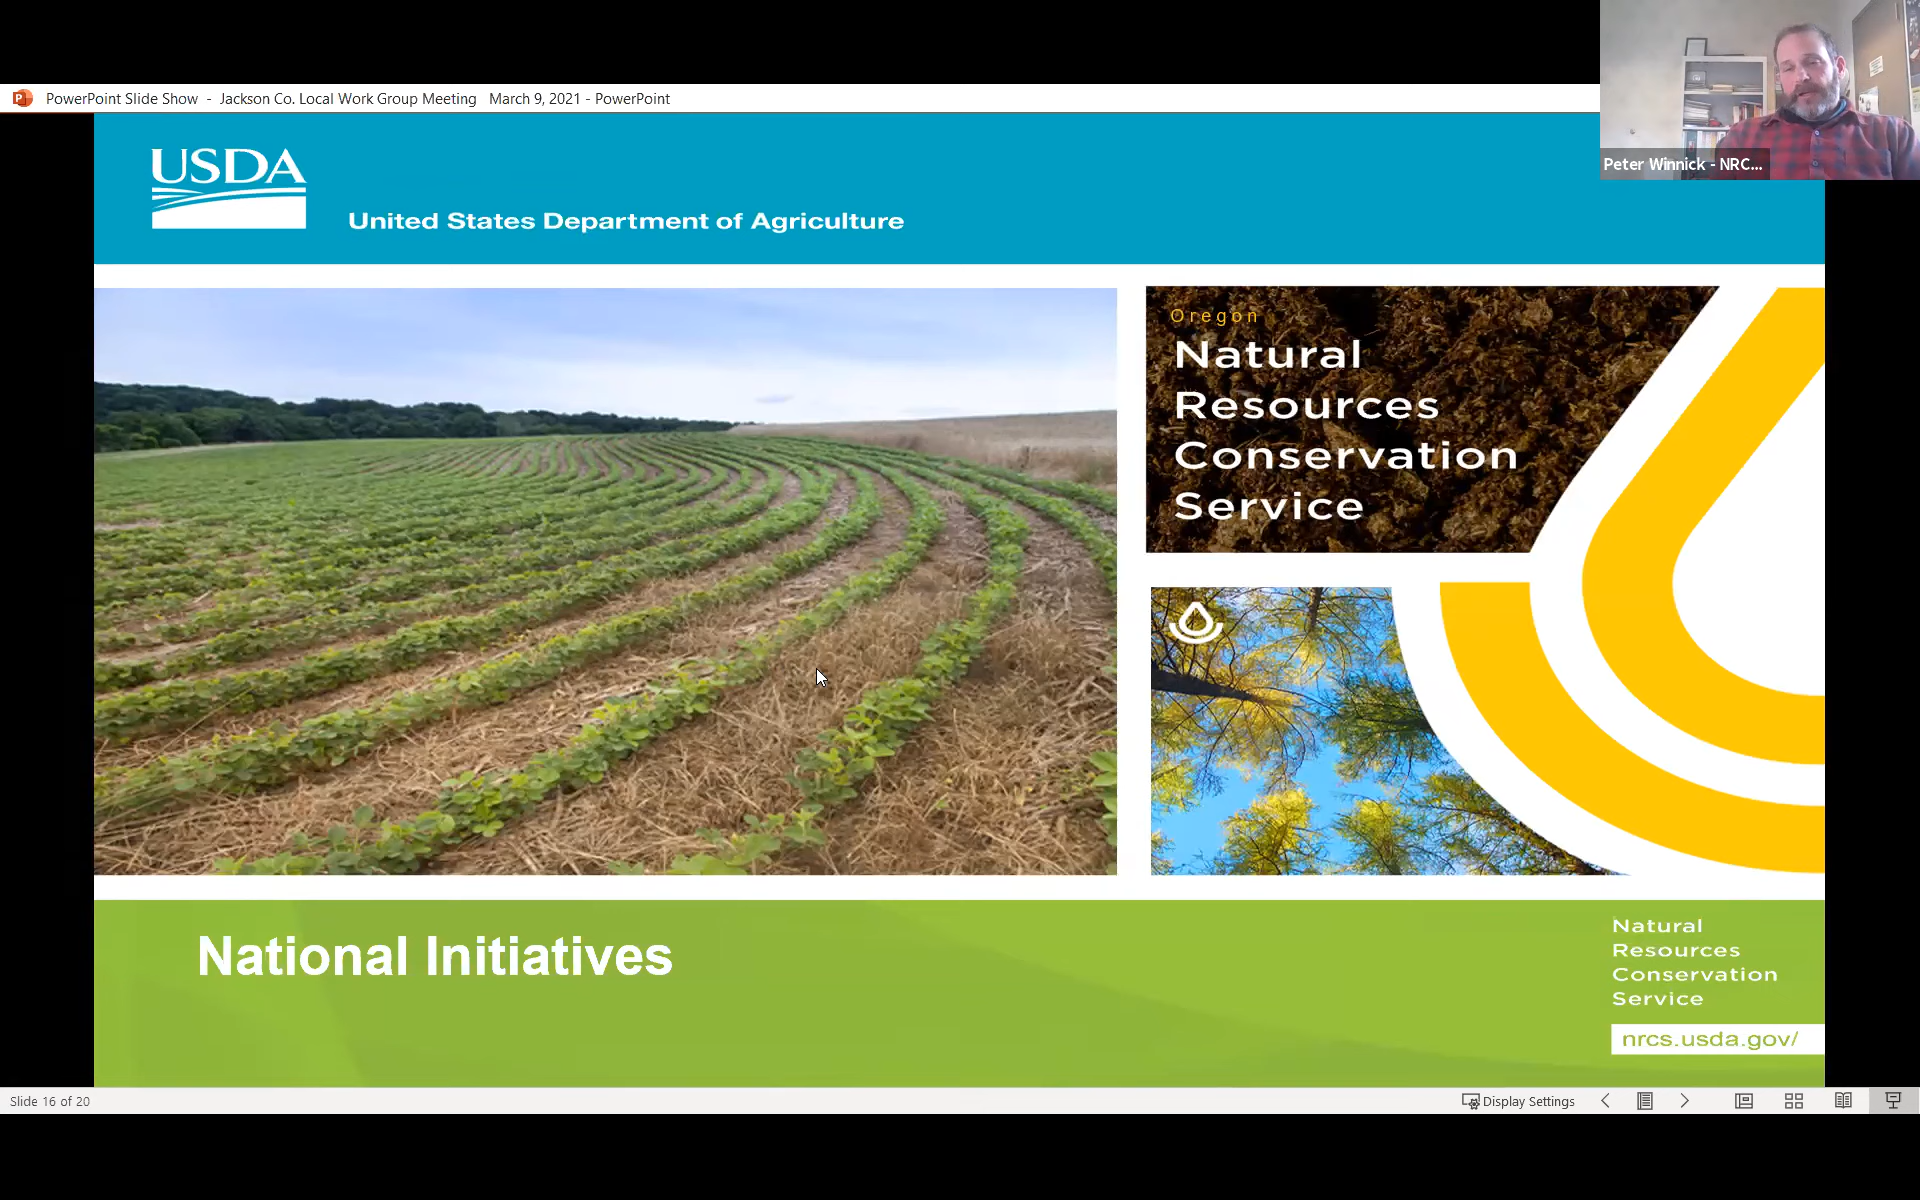 PowerPoint Slide Show - Jackson Co. Local Work Group Meeting March 9, 2021 - PowerPoint
Peter Winnick - NRC...
USDA
United States Department of Agriculture
Oregon
Natural
Resources
Conservation
Service
National Initiatives
Natural
Resources
Conservation
Service
nrcs.usda.gov/
Slide 16 of 20
Display Settings